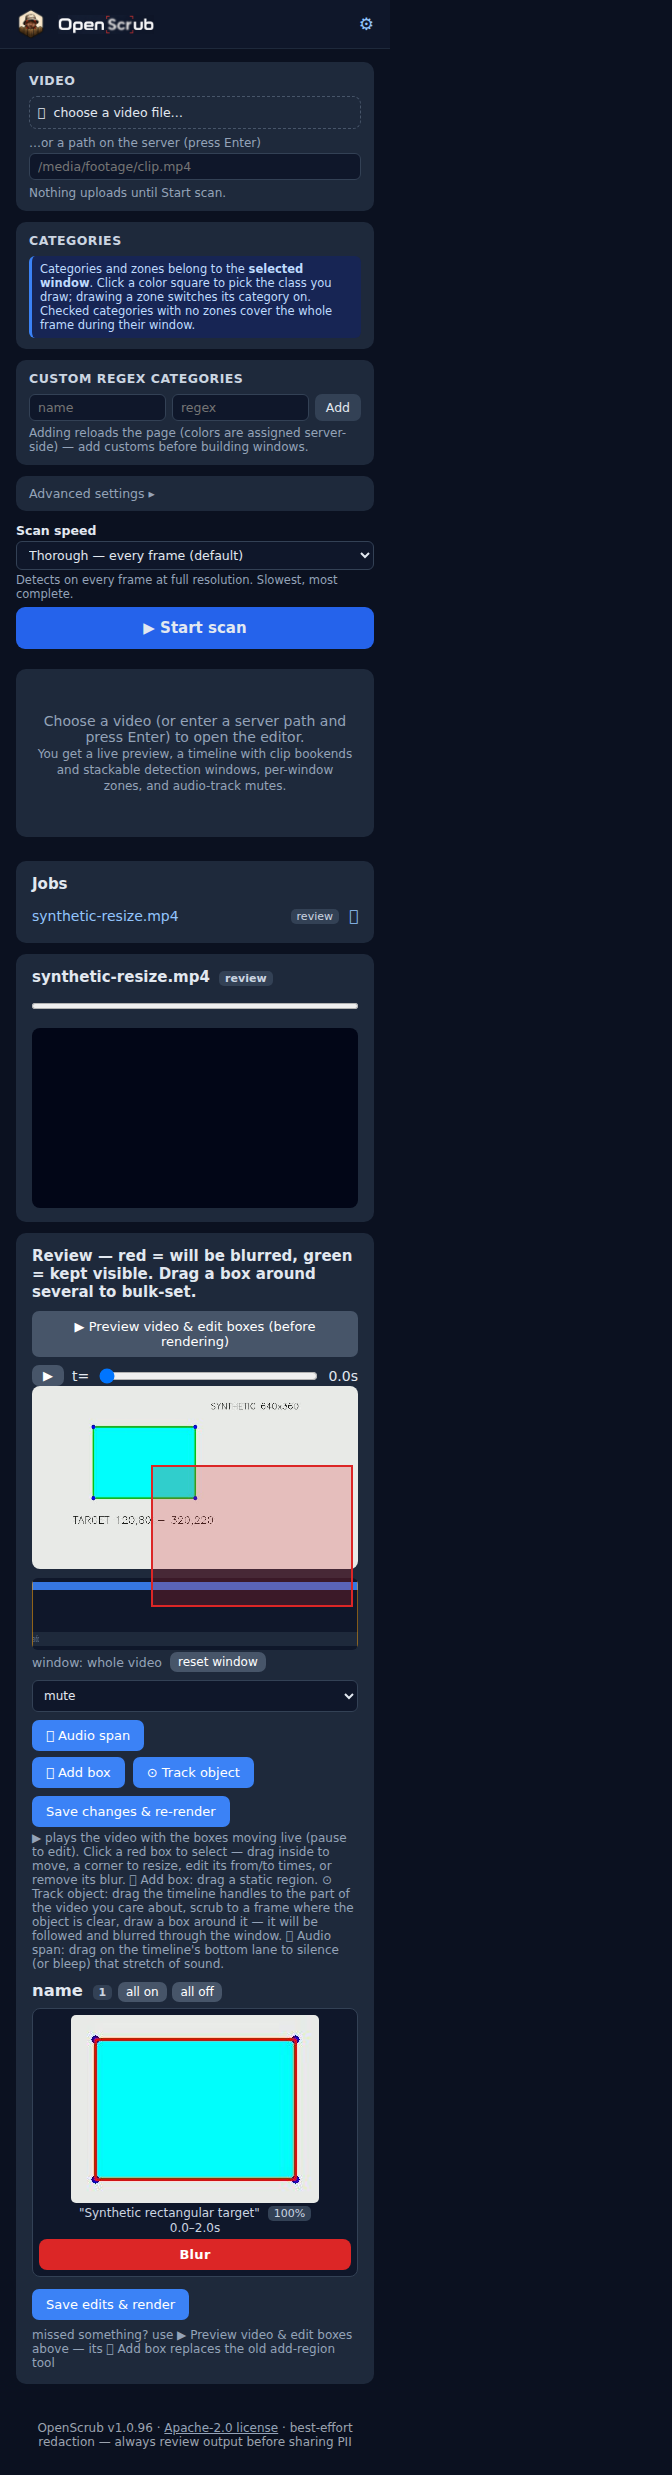 OpenScrub
VIDEO
choose a video file...
...or a path on the server (press Enter)
/media/footage/clip.mp4
Nothing uploads until Start scan.
CATEGORIES
Categories and zones belong to the selected
window. Click a color square to pick the class you
draw; drawing a zone switches its category on.
Checked categories with no zones cover the whole
frame during their window.
CUSTOM REGEX CATEGORIES
name regex Add
Adding reloads the page (colors are assigned server-
side) — add customs before building windows.
Advanced settings ▸
Scan speed
Thorough — every frame (default)
Detects on every frame at full resolution. Slowest, most
complete.
▶ Start scan
Choose a video (or enter a server path and
press Enter) to open the editor.
You get a live preview, a timeline with clip bookends
and stackable detection windows, per-window
zones, and audio-track mutes.
Jobs
synthetic-resize.mp4 review
synthetic-resize.mp4 review
Review — red = will be blurred, green
= kept visible. Drag a box around
several to bulk-set.
▶ Preview video & edit boxes (before
rendering)
▶ t= 0.0s
SYNTHETIC 640x360
TARGET 120,80 – 320,220
window: whole video reset window
mute
Audio span
Add box ⊙ Track object
Save changes & re-render
▶ plays the video with the boxes moving live (pause
to edit). Click a red box to select — drag inside to
move, a corner to resize, edit its from/to times, or
remove its blur. Add box: drag a static region. ⊙
Track object: drag the timeline handles to the part of
the video you care about, scrub to a frame where the
object is clear, draw a box around it — it will be
followed and blurred through the window. Audio
span: drag on the timeline's bottom lane to silence
(or bleep) that stretch of sound.
name 1 all on all off
"Synthetic rectangular target" 100%
0.0–2.0s
Blur
Save edits & render
missed something? use ▶ Preview video & edit boxes
above — its Add box replaces the old add-region
tool
OpenScrub v1.0.96 · Apache-2.0 license · best-effort
redaction — always review output before sharing PII